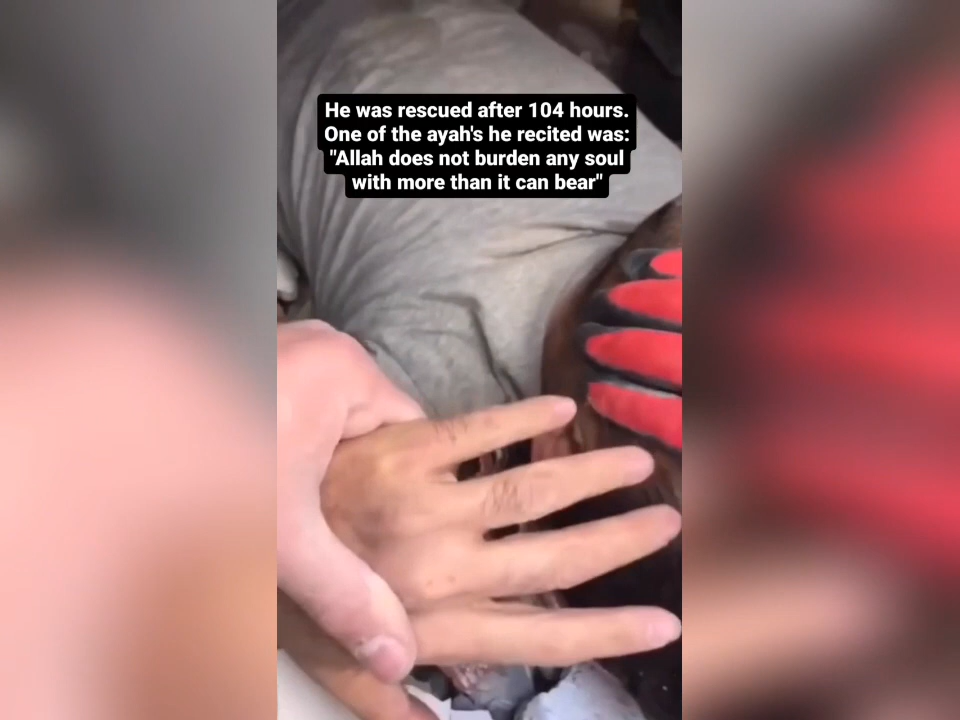 He was rescued after 104 hours.
One of the ayah's he recited was:
"Allah does not burden any soul
with more than it can bear"